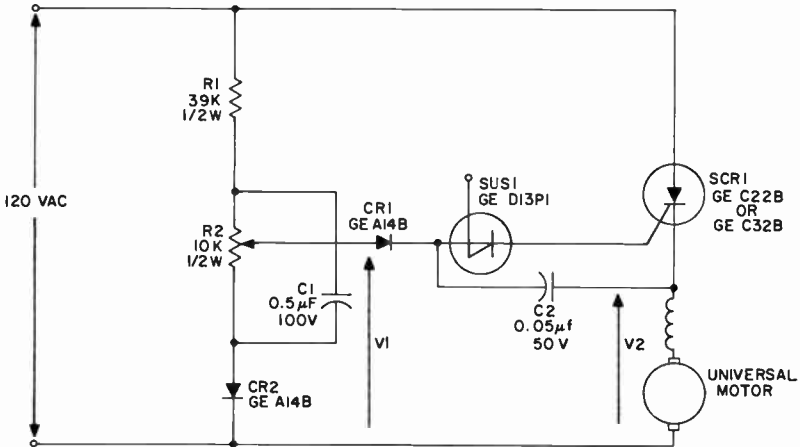 120 VAC
R1
39K
1/2W
R2
10K
1/2W
C1
0.5μF
100V
CR1
GE A14B
V1
CR2
GE A14B
SUS1
GE D13P1
C2
0.05μf
50V
V2
SCR1
GE C22B
OR
GE C32B
UNIVERSAL
MOTOR